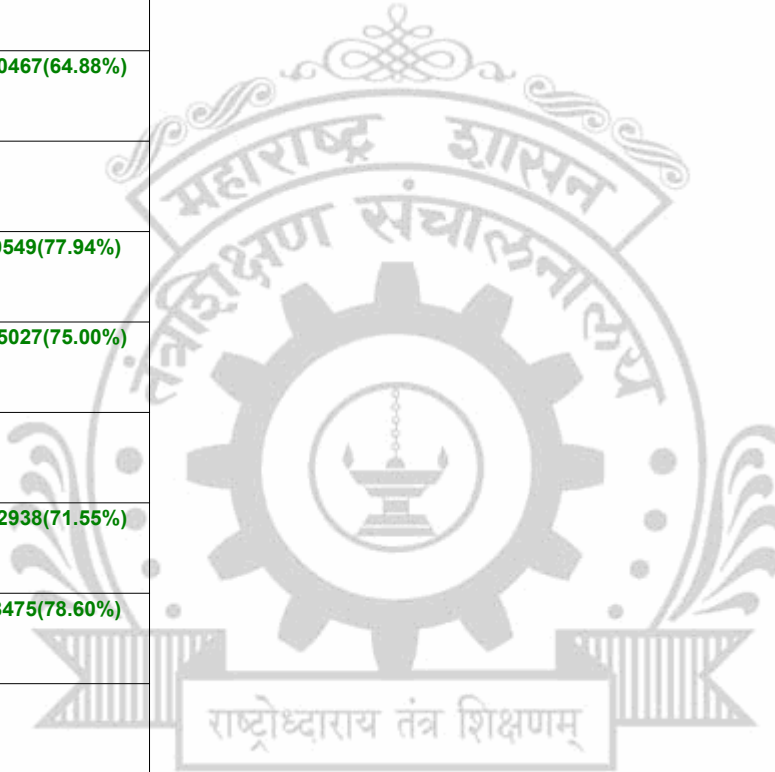 0467(64.88%)
महाराष्ट्र शासन
तंत्रशिक्षण संचालनालय
549(77.94%)
5027(75.00%)
2938(71.55%)
475(78.60%)
राष्ट्रोध्दाराय तंत्र शिक्षणम्